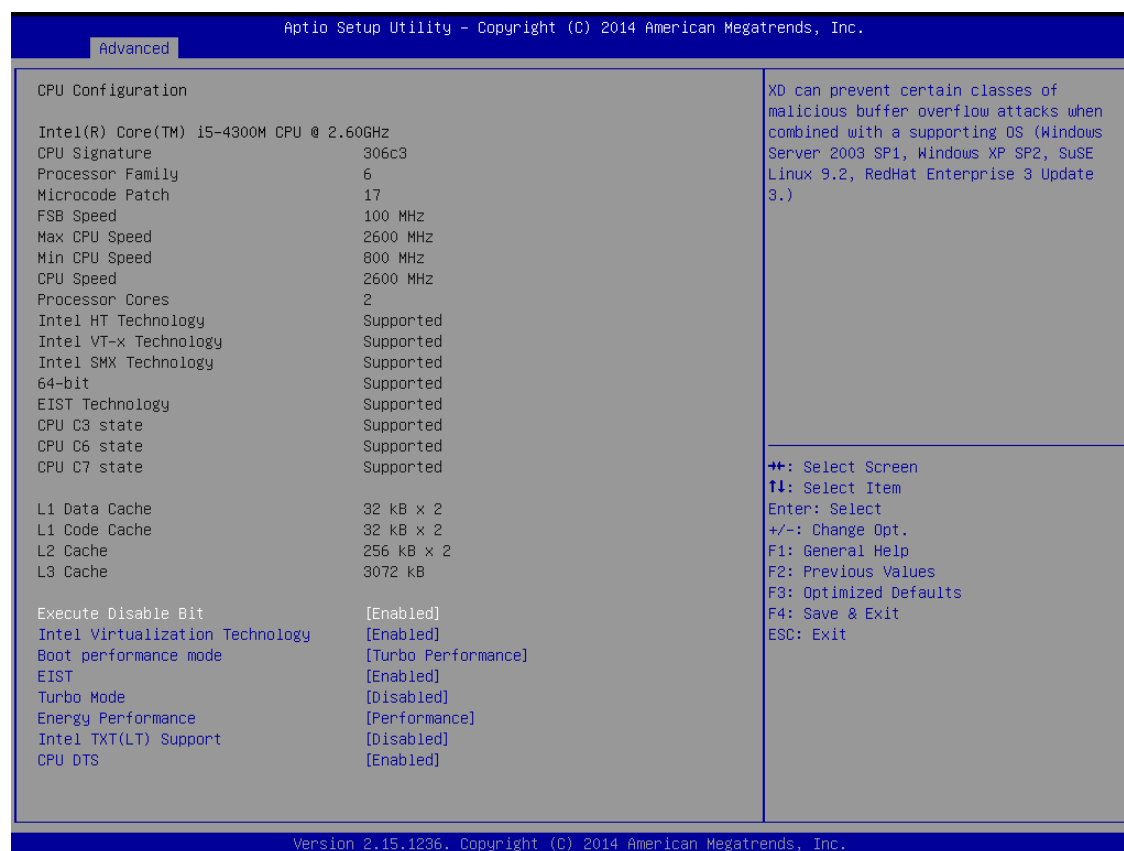 Aptio Setup Utility – Copyright (C) 2014 American Megatrends, Inc.
Advanced
CPU Configuration
Intel(R) Core(TM) i5-4300M CPU @ 2.60GHz
CPU Signature 306c3
Processor Family 6
Microcode Patch 17
FSB Speed 100 MHz
Max CPU Speed 2600 MHz
Min CPU Speed 800 MHz
CPU Speed 2600 MHz
Processor Cores 2
Intel HT Technology Supported
Intel VT-x Technology Supported
Intel SMX Technology Supported
64-bit Supported
EIST Technology Supported
CPU C3 state Supported
CPU C6 state Supported
CPU C7 state Supported
L1 Data Cache 32 kB x 2
L1 Code Cache 32 kB x 2
L2 Cache 256 kB x 2
L3 Cache 3072 kB
Execute Disable Bit [Enabled]
Intel Virtualization Technology [Enabled]
Boot performance mode [Turbo Performance]
EIST [Enabled]
Turbo Mode [Disabled]
Energy Performance [Performance]
Intel TXT(LT) Support [Disabled]
CPU DTS [Enabled]
XD can prevent certain classes of
malicious buffer overflow attacks when
combined with a supporting OS (Windows
Server 2003 SP1, Windows XP SP2, SuSE
Linux 9.2, RedHat Enterprise 3 Update
3.)
→←: Select Screen
↑↓: Select Item
Enter: Select
+/-: Change Opt.
F1: General Help
F2: Previous Values
F3: Optimized Defaults
F4: Save & Exit
ESC: Exit
Version 2.15.1236. Copyright (C) 2014 American Megatrends, Inc.